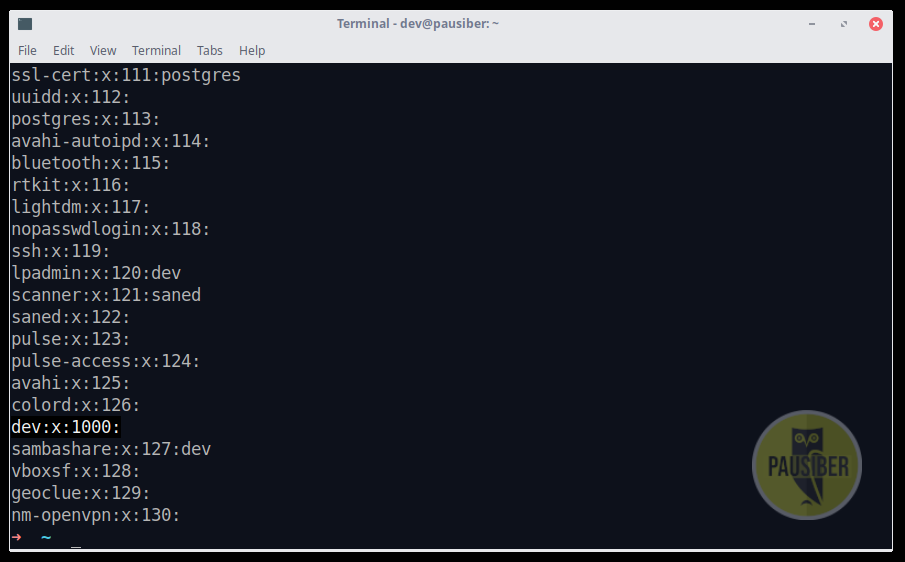 Terminal - dev@pausiber: ~
File Edit View Terminal Tabs Help
ssl-cert:x:111:postgres
uuidd:x:112:
postgres:x:113:
avahi-autoipd:x:114:
bluetooth:x:115:
rtkit:x:116:
lightdm:x:117:
nopasswdlogin:x:118:
ssh:x:119:
lpadmin:x:120:dev
scanner:x:121:saned
saned:x:122:
pulse:x:123:
pulse-access:x:124:
avahi:x:125:
colord:x:126:
dev:x:1000:
sambashare:x:127:dev
vboxsf:x:128:
geoclue:x:129:
nm-openvpn:x:130:
➜ ~ _
PAUSIBER